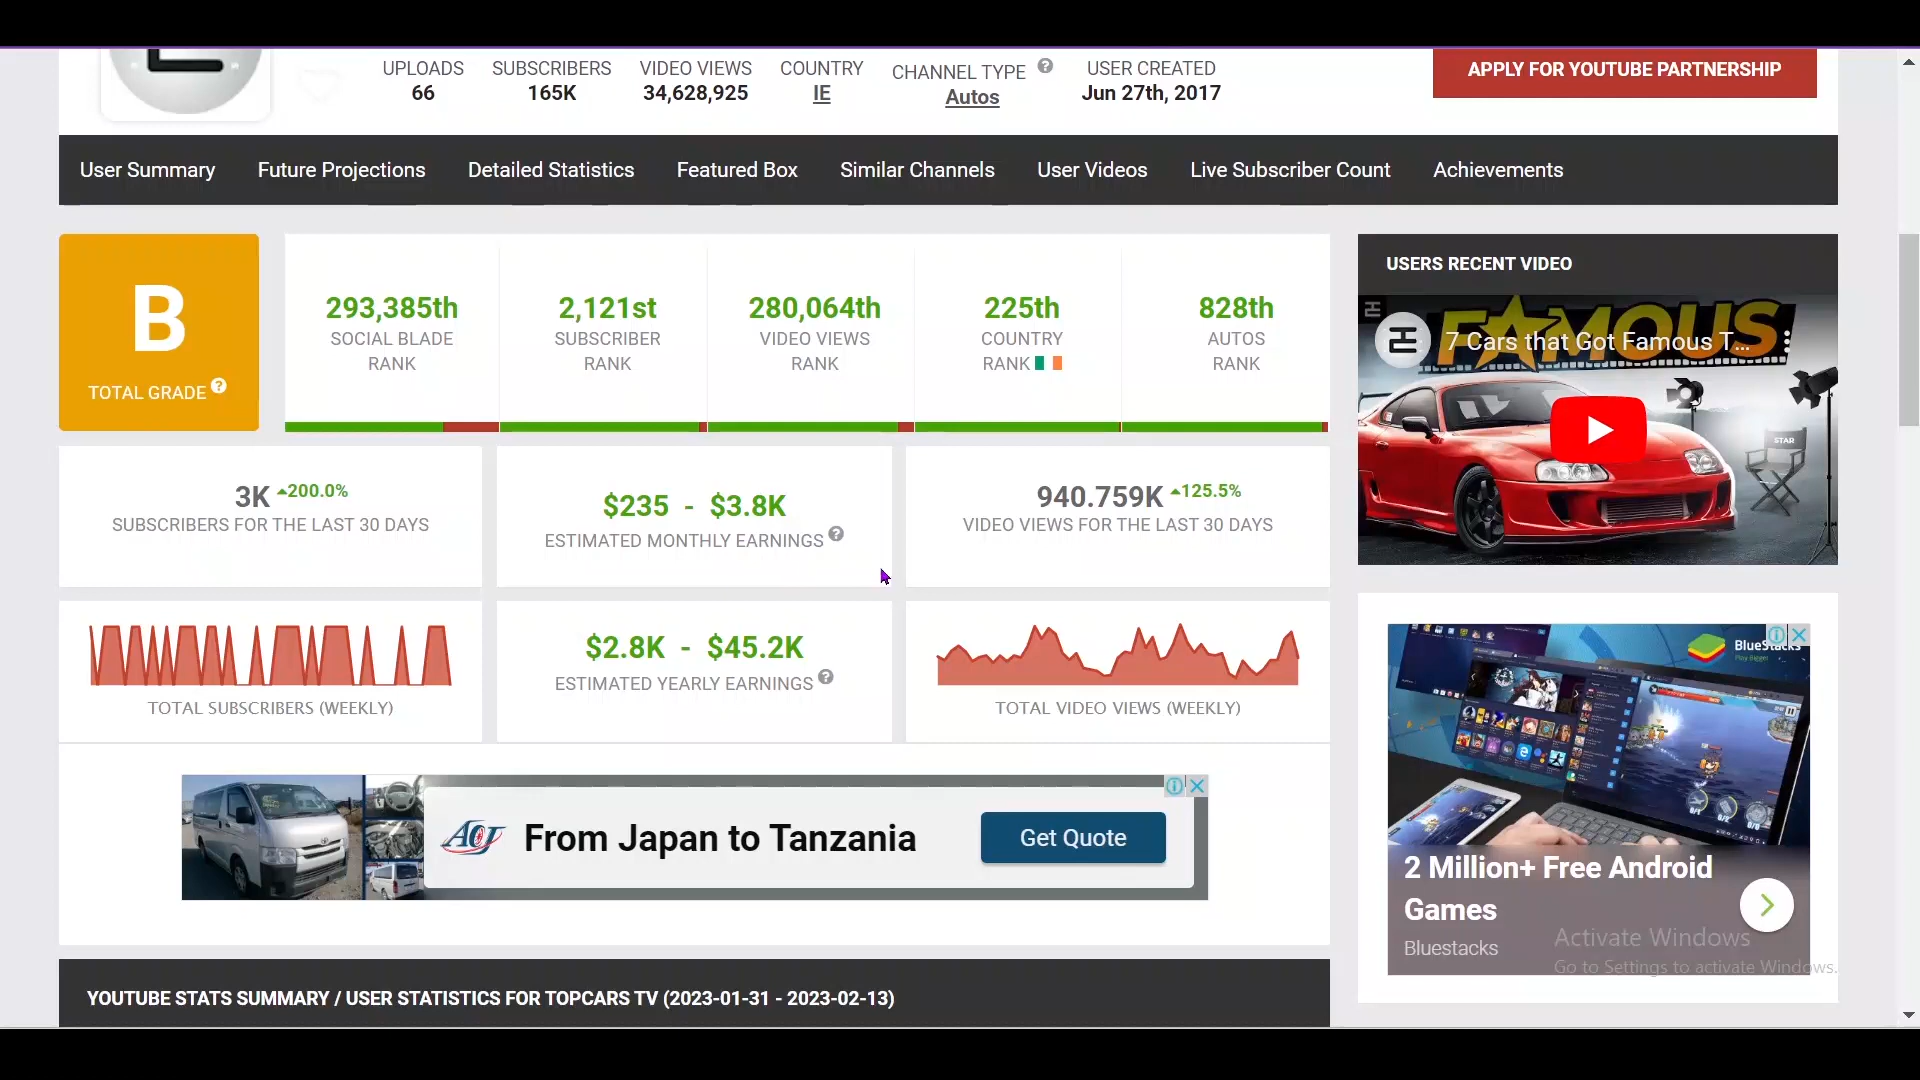 UPLOADS
66
SUBSCRIBERS
165K
VIDEO VIEWS
34,628,925
COUNTRY
IE
CHANNEL TYPE
Autos
USER CREATED
Jun 27th, 2017
APPLY FOR YOUTUBE PARTNERSHIP
User Summary
Future Projections
Detailed Statistics
Featured Box
Similar Channels
User Videos
Live Subscriber Count
Achievements
B
TOTAL GRADE
293,385th
SOCIAL BLADE
RANK
2,121st
SUBSCRIBER
RANK
280,064th
VIDEO VIEWS
RANK
225th
COUNTRY
RANK
828th
AUTOS
RANK
3K 200.0%
SUBSCRIBERS FOR THE LAST 30 DAYS
$235 - $3.8K
ESTIMATED MONTHLY EARNINGS
940.759K 125.5%
VIDEO VIEWS FOR THE LAST 30 DAYS
TOTAL SUBSCRIBERS (WEEKLY)
$2.8K - $45.2K
ESTIMATED YEARLY EARNINGS
TOTAL VIDEO VIEWS (WEEKLY)
USERS RECENT VIDEO
FAMOUS
7 Cars that Got Famous T...
STAR
BlueStacks
Play Bigger
2 Million+ Free Android
Games
Bluestacks
Activate Windows
Go to Settings to activate Windows.
From Japan to Tanzania
Get Quote
YOUTUBE STATS SUMMARY / USER STATISTICS FOR TOPCARS TV (2023-01-31 - 2023-02-13)